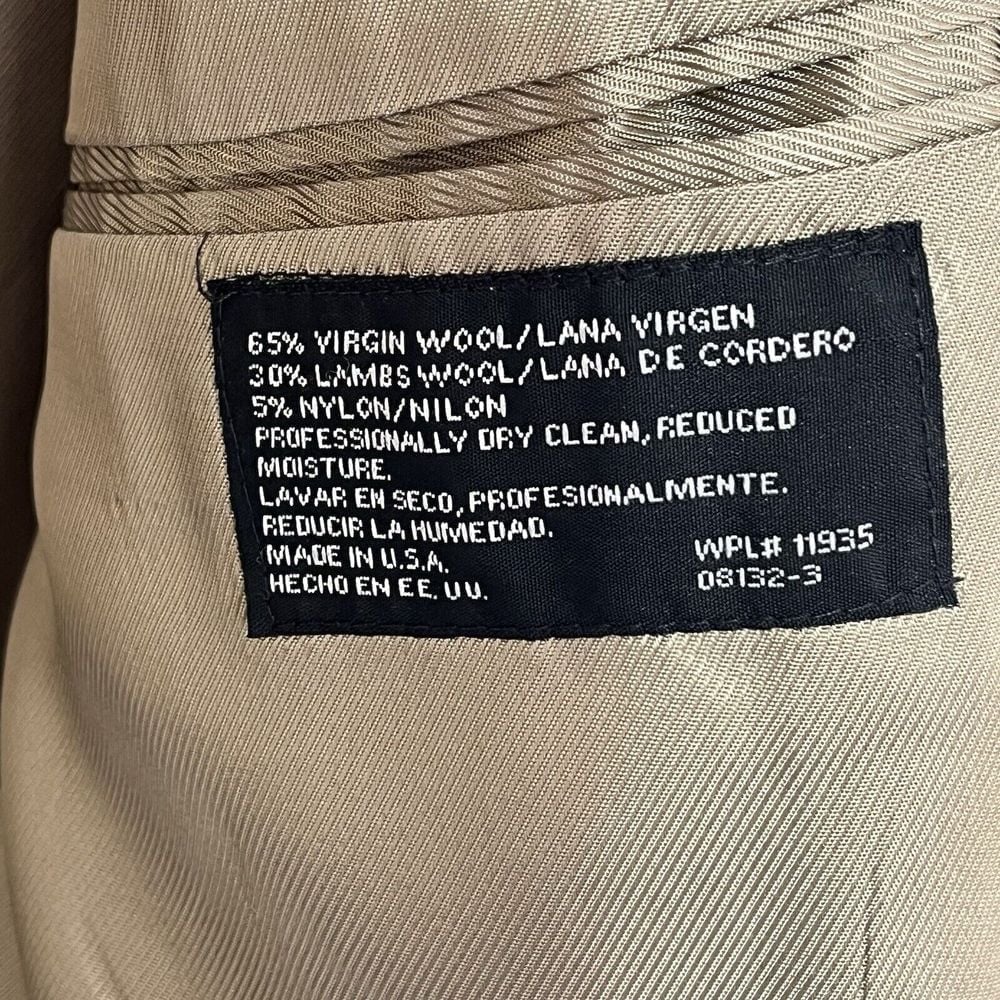 65% VIRGIN WOOL/LANA VIRGEN
30% LAMBS WOOL/LANA DE CORDERO
5% NYLON/NILON
PROFESSIONALLY DRY CLEAN, REDUCED
MOISTURE.
LAVAR EN SECO, PROFESIONALMENTE.
REDUCIR LA HUMEDAD.
MADE IN U.S.A.
HECHO EN EE. UU.
WPL# 11935
08132-3